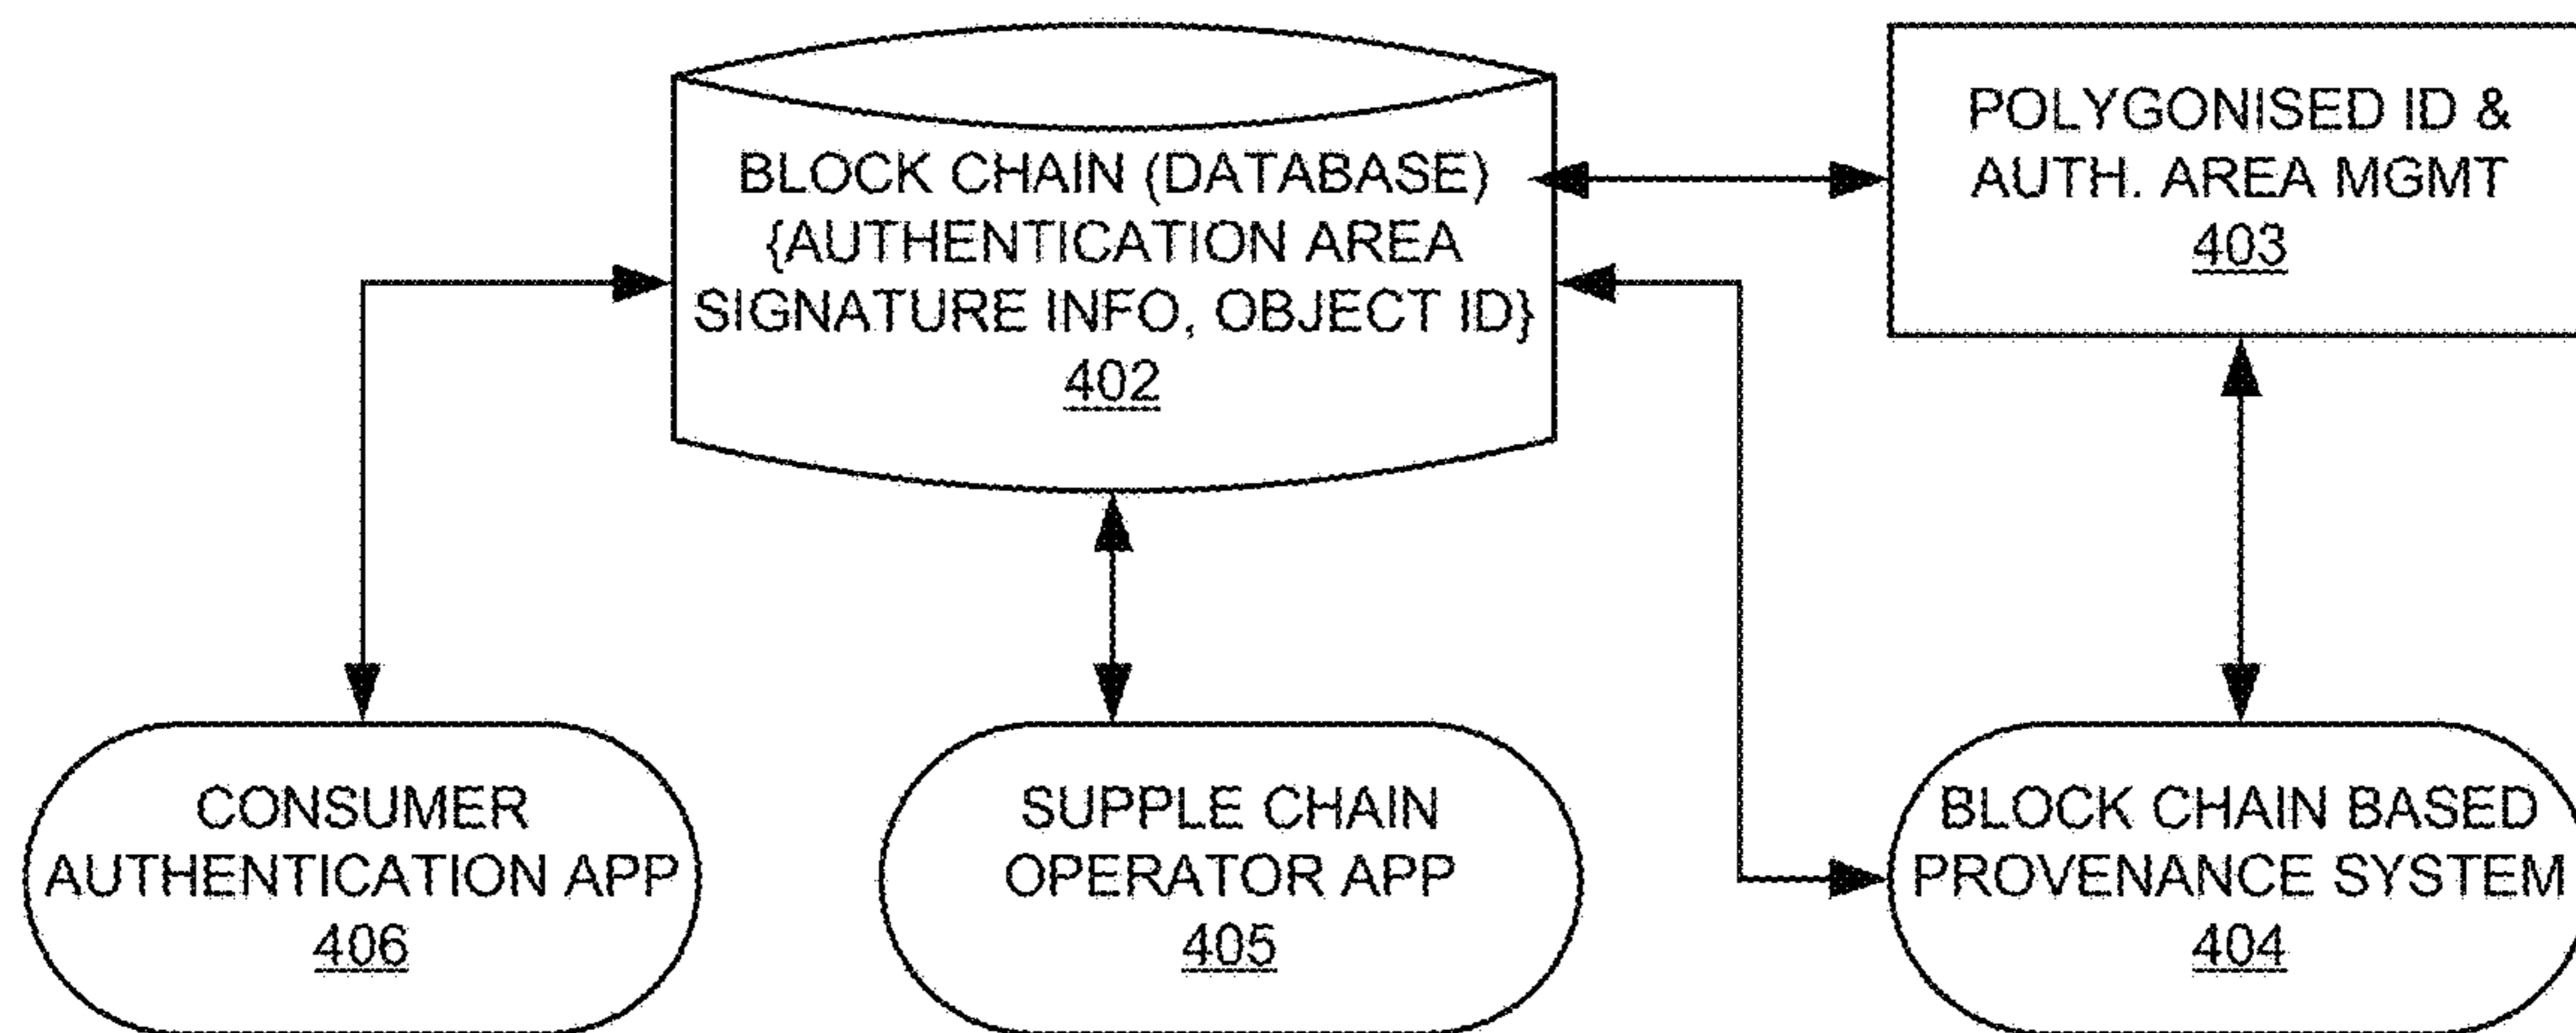 BLOCK CHAIN (DATABASE)
{AUTHENTICATION AREA
SIGNATURE INFO, OBJECT ID}
402
POLYGONISED ID &
AUTH. AREA MGMT
403
CONSUMER
AUTHENTICATION APP
406
SUPPLE CHAIN
OPERATOR APP
405
BLOCK CHAIN BASED
PROVENANCE SYSTEM
404